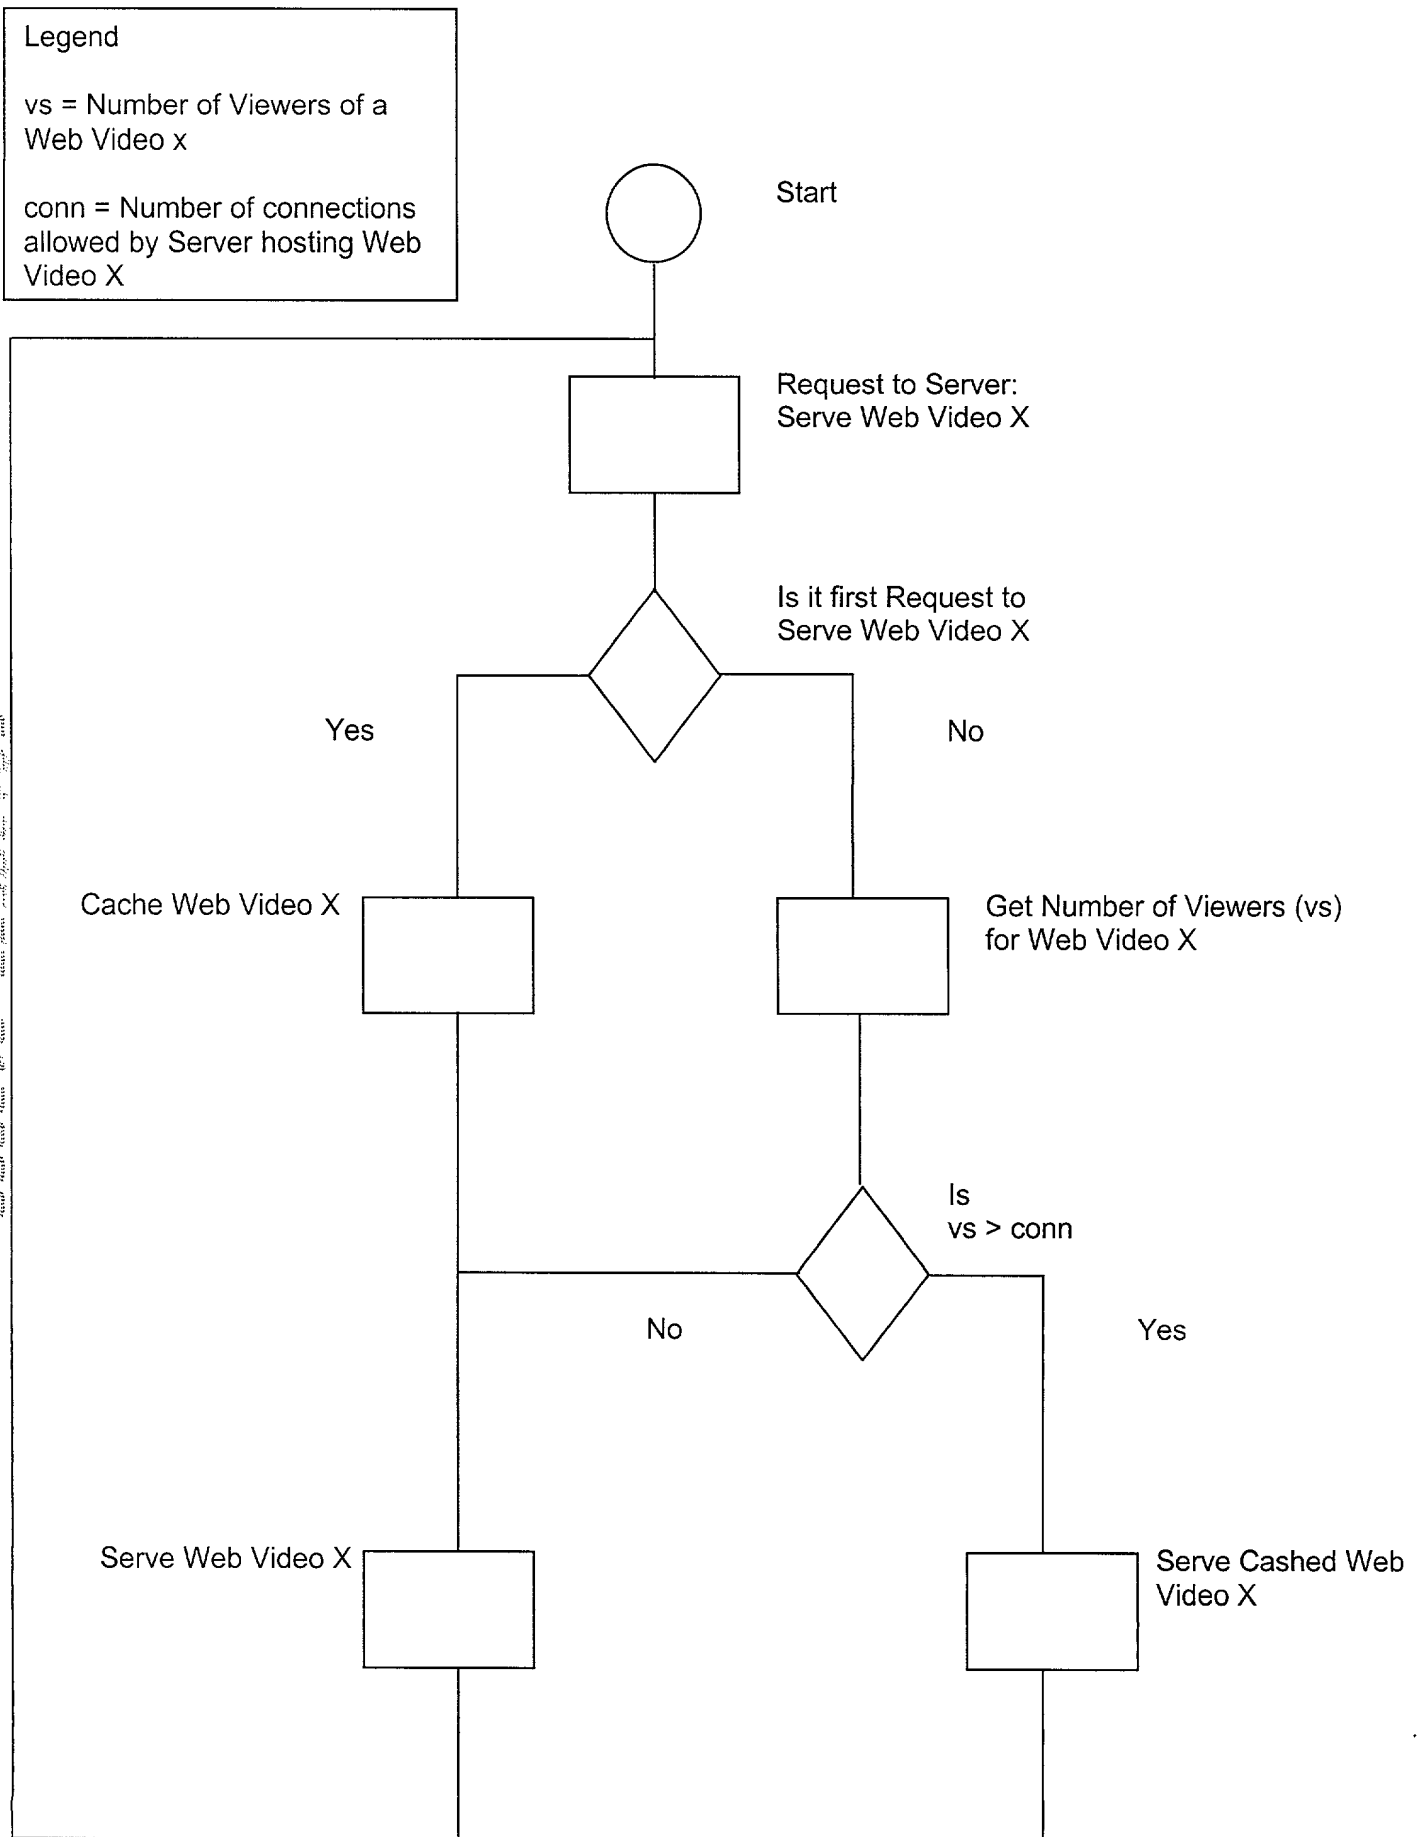 Legend
vs = Number of Viewers of a
Web Video x
conn = Number of connections
allowed by Server hosting Web
Video X
Start
Request to Server:
Serve Web Video X
Is it first Request to
Serve Web Video X
Yes
No
Cache Web Video X
Get Number of Viewers (vs)
for Web Video X
Is
vs > conn
No
Yes
Serve Web Video X
Serve Cashed Web
Video X